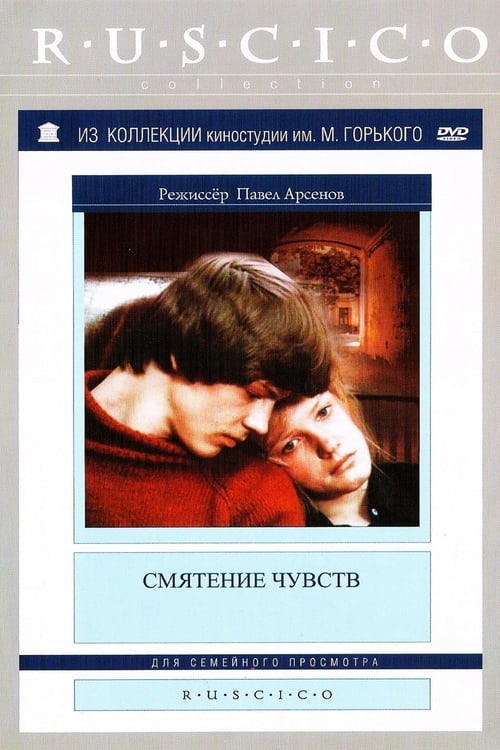 R·U·S·C·I·C·O
collection
ИЗ КОЛЛЕКЦИИ КИНОСТУДИИ ИМ. М. ГОРЬКОГО DVD
Режиссёр Павел Арсенов
СМЯТЕНИЕ ЧУВСТВ
ДЛЯ СЕМЕЙНОГО ПРОСМОТРА
R·U·S·C·I·C·O